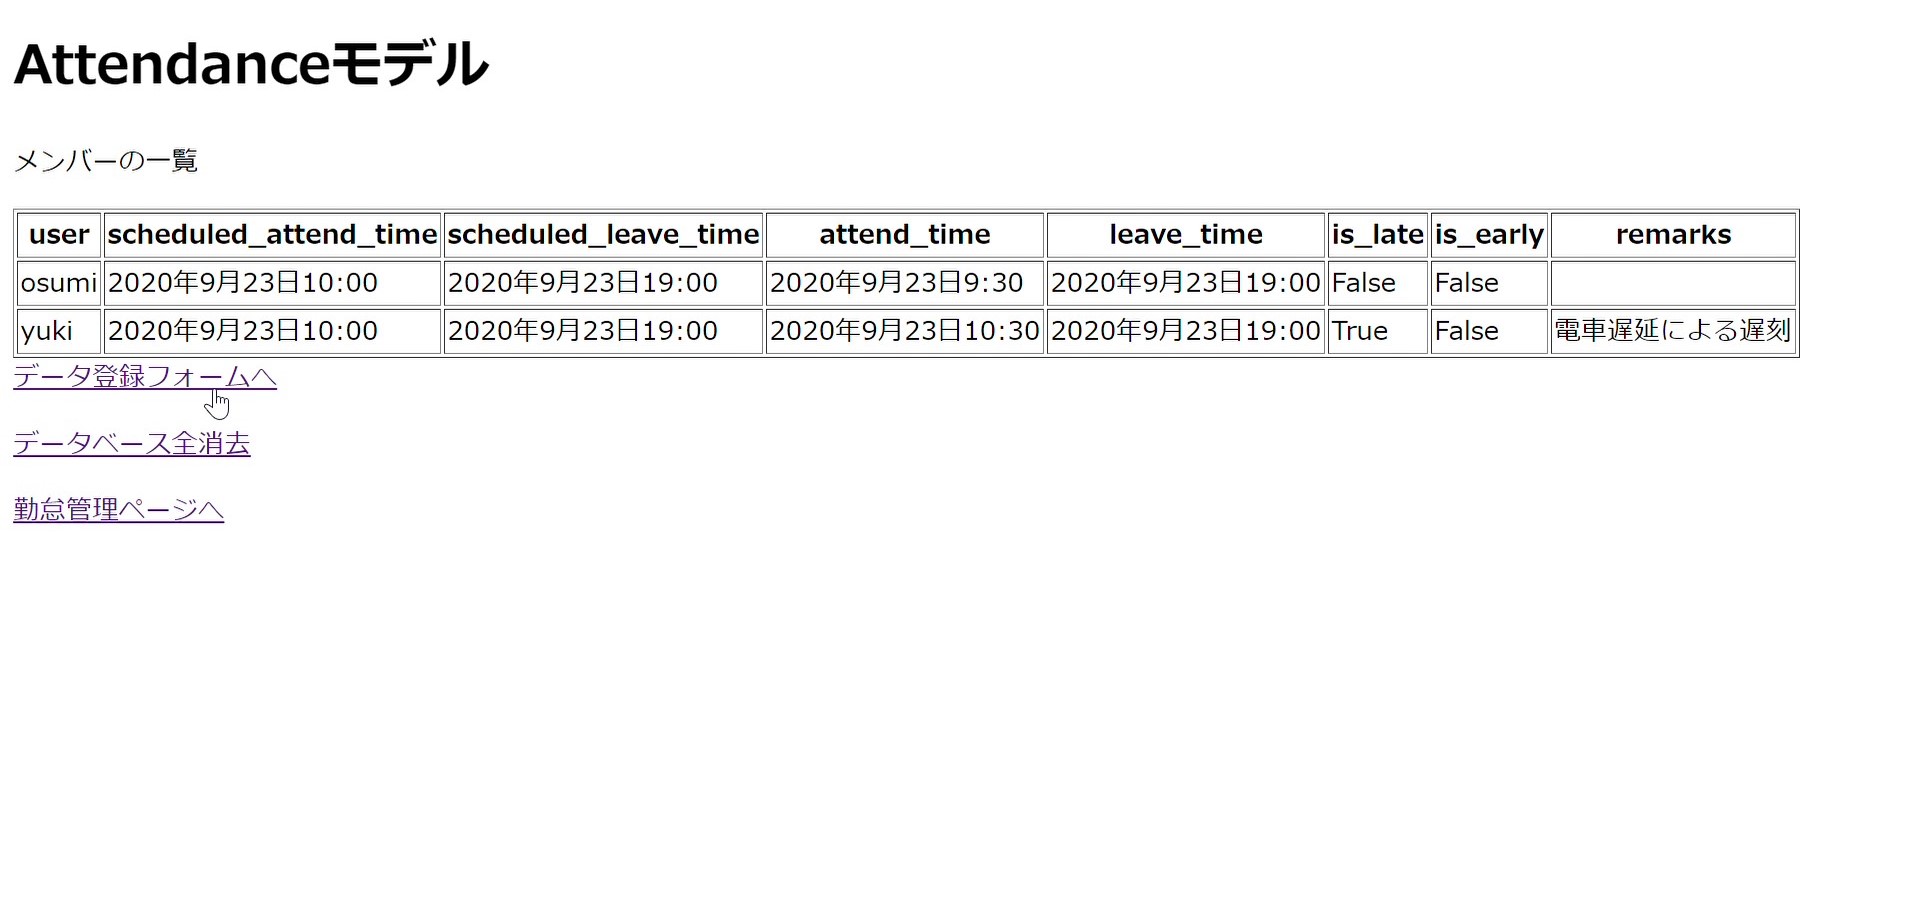 Attendanceモデル
メンバーの一覧
user scheduled_attend_time scheduled_leave_time attend_time leave_time is_late is_early remarks
osumi 2020年9月23日10:00 2020年9月23日19:00 2020年9月23日9:30 2020年9月23日19:00 False False
yuki 2020年9月23日10:00 2020年9月23日19:00 2020年9月23日10:30 2020年9月23日19:00 True False 電車遅延による遅刻
データ登録フォームへ
データベース全消去
勤怠管理ページへ